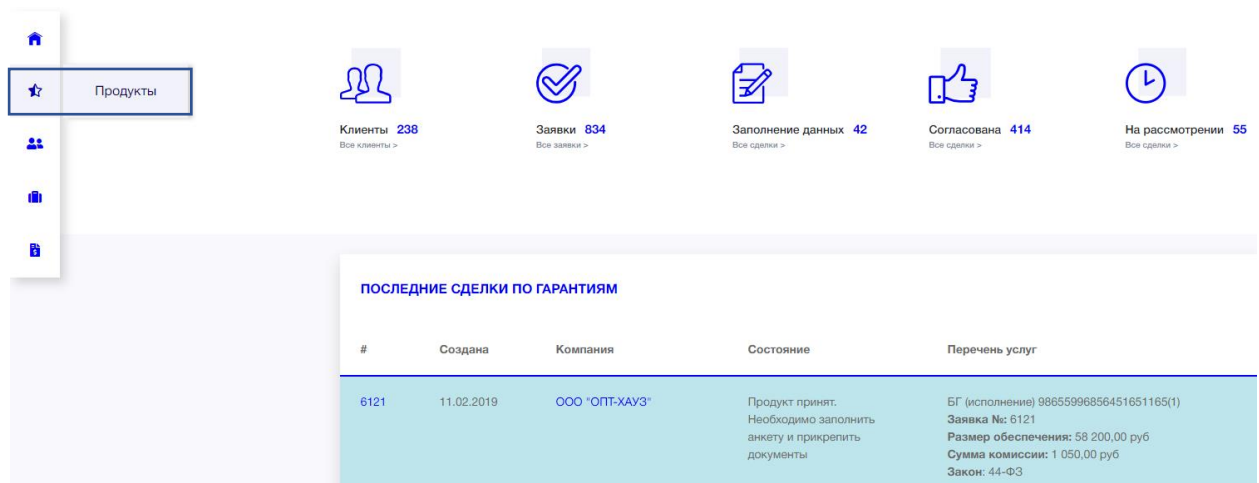 Продукты
Клиенты 238
Все клиенты >
Заявки 834
Все заявки >
Заполнение данных 42
Все сделки >
Согласована 414
Все сделки >
На рассмотрении 55
Все сделки >
ПОСЛЕДНИЕ СДЕЛКИ ПО ГАРАНТИЯМ
# Создана Компания Состояние Перечень услуг
6121 11.02.2019 ООО "ОПТ-ХАУЗ" Продукт принят. БГ (исполнение) 98655996856451651165(1)
Необходимо заполнить Заявка №: 6121
анкету и прикрепить Размер обеспечения: 58 200,00 руб
документы Сумма комиссии: 1 050,00 руб
Закон: 44-ФЗ